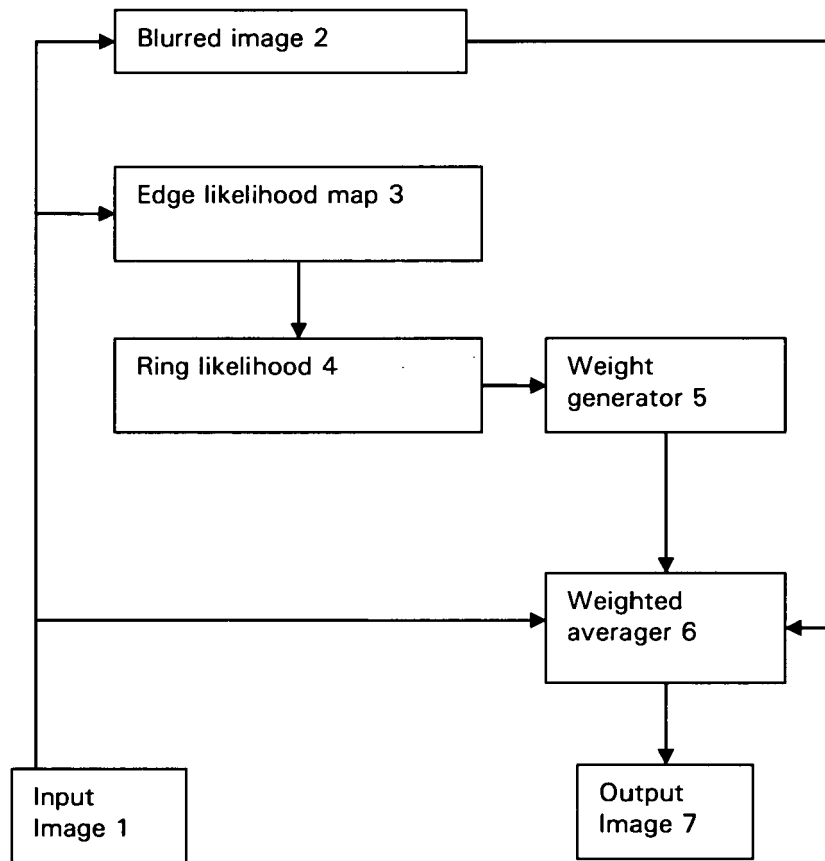 Blurred image 2
Edge likelihood map 3
Ring likelihood 4
Weight
generator 5
Weighted
averager 6
Input
Image 1
Output
Image 7